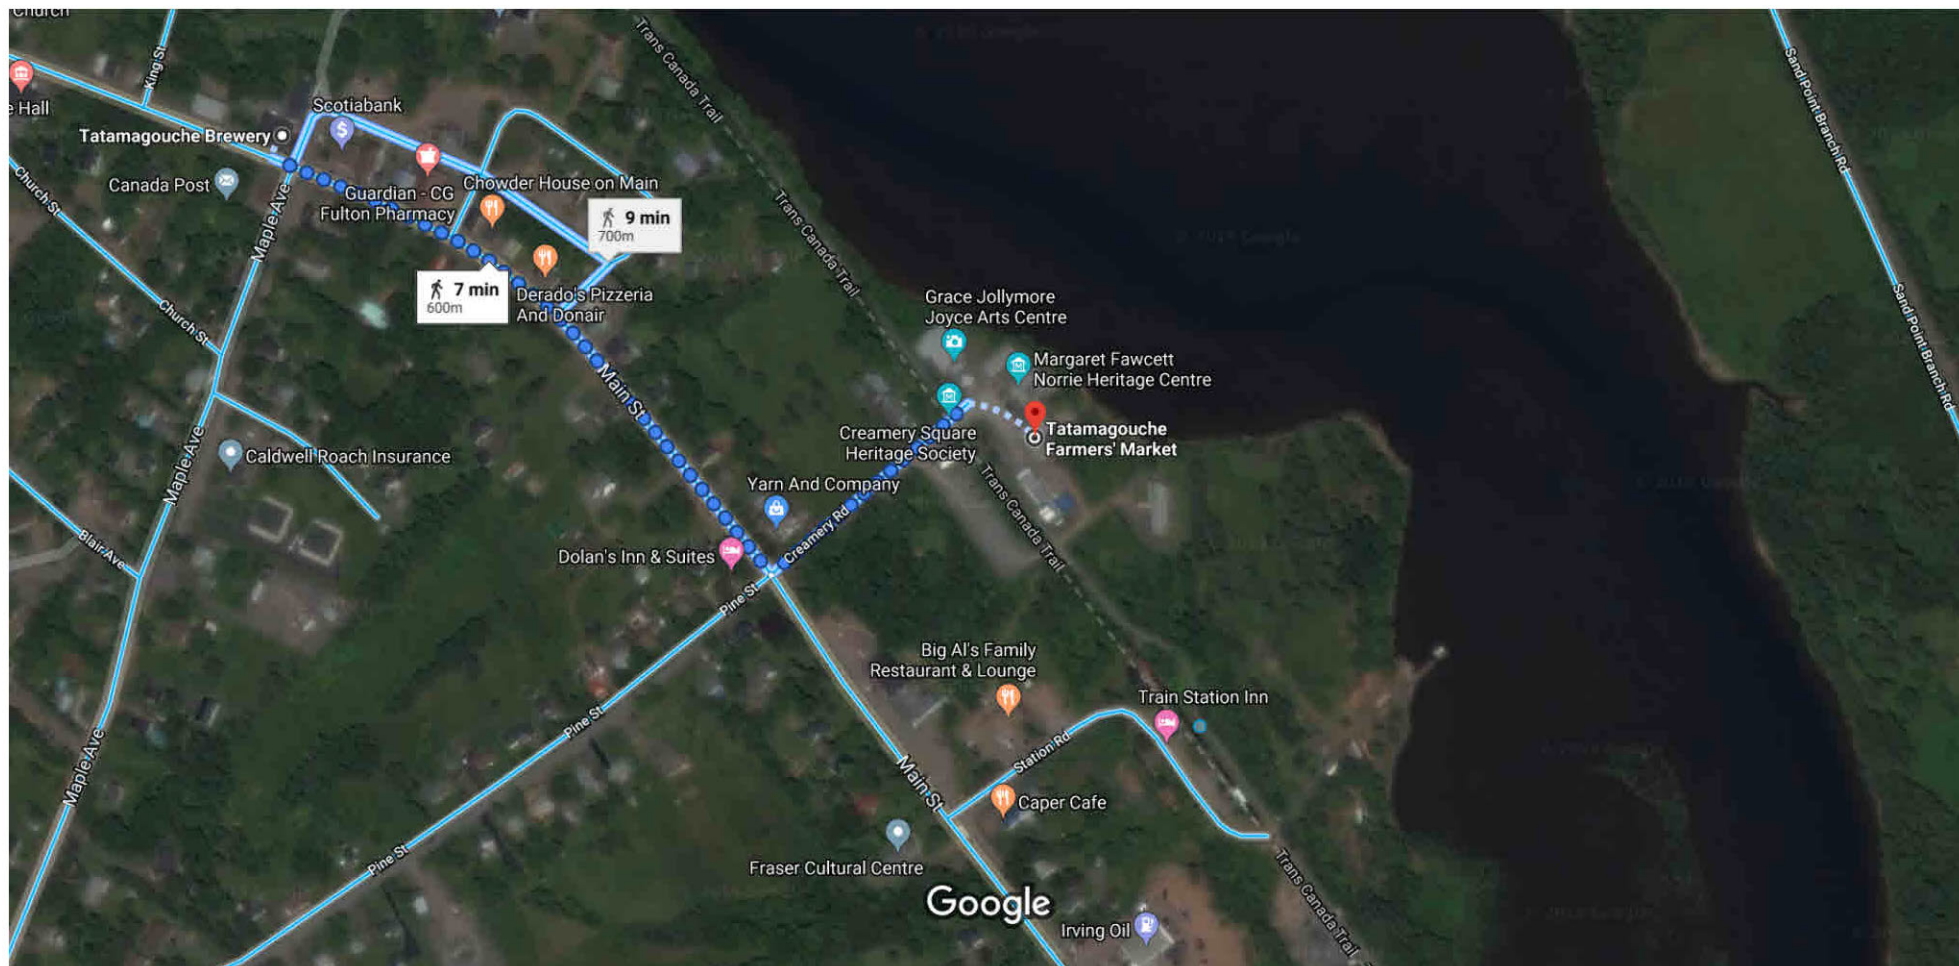 Church
King St
e Hall
Scotiabank
Tatamagouche Brewery
Canada Post
Church St
Maple Ave
Guardian - CG
Fulton Pharmacy
Chowder House on Main
9 min
700m
7 min
600m
Derado's Pizzeria
And Donair
Church St
Main St
Trans Canada Trail
Trans Canada Trail
Sand Point Branch Rd
Sand Point Branch Rd
Grace Jollymore
Joyce Arts Centre
Margaret Fawcett
Norrie Heritage Centre
Creamery Square
Heritage Society
Tatamagouche
Farmers' Market
Caldwell Roach Insurance
Maple Ave
Blair Ave
Yarn And Company
Creamery Rd
Trans Canada Trail
Dolan's Inn & Suites
Pine St
Big Al's Family
Restaurant & Lounge
Train Station Inn
Pine St
Station Rd
Maple Ave
Main St
Caper Cafe
Pine St
Fraser Cultural Centre
Trans Canada Trail
Google
Irving Oil